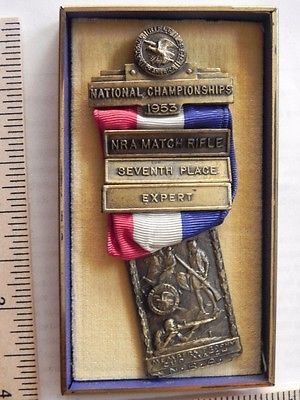 NATIONAL CHAMPIONSHIPS
1953
NRA MATCH RIFLE
SEVENTH PLACE
EXPERT